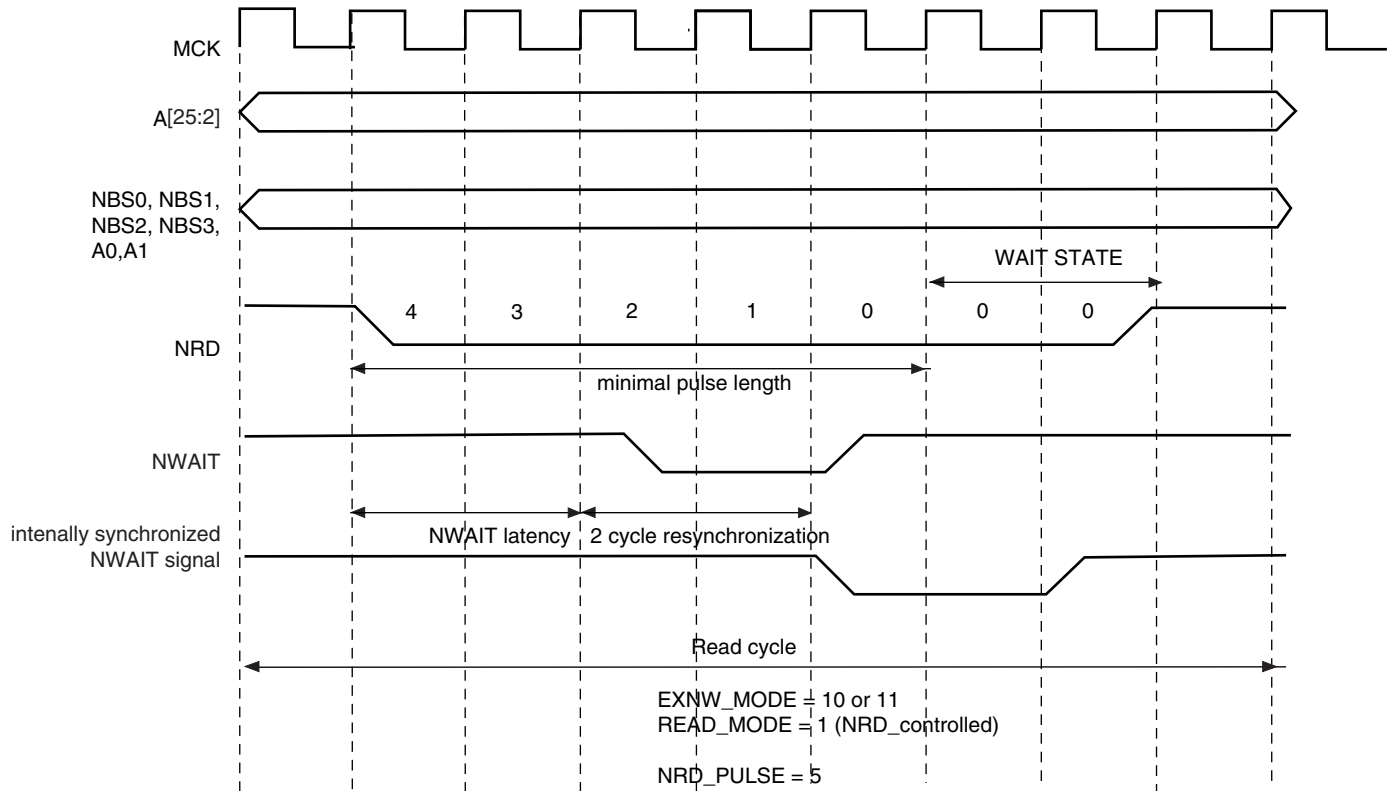 MCK
A[25:2]
NBS0, NBS1,
NBS2, NBS3,
A0,A1
WAIT STATE
4 3 2 1 0 0 0
NRD
minimal pulse length
NWAIT
NWAIT latency 2 cycle resynchronization
intenally synchronized
NWAIT signal
Read cycle
EXNW_MODE = 10 or 11
READ_MODE = 1 (NRD_controlled)
NRD_PULSE = 5